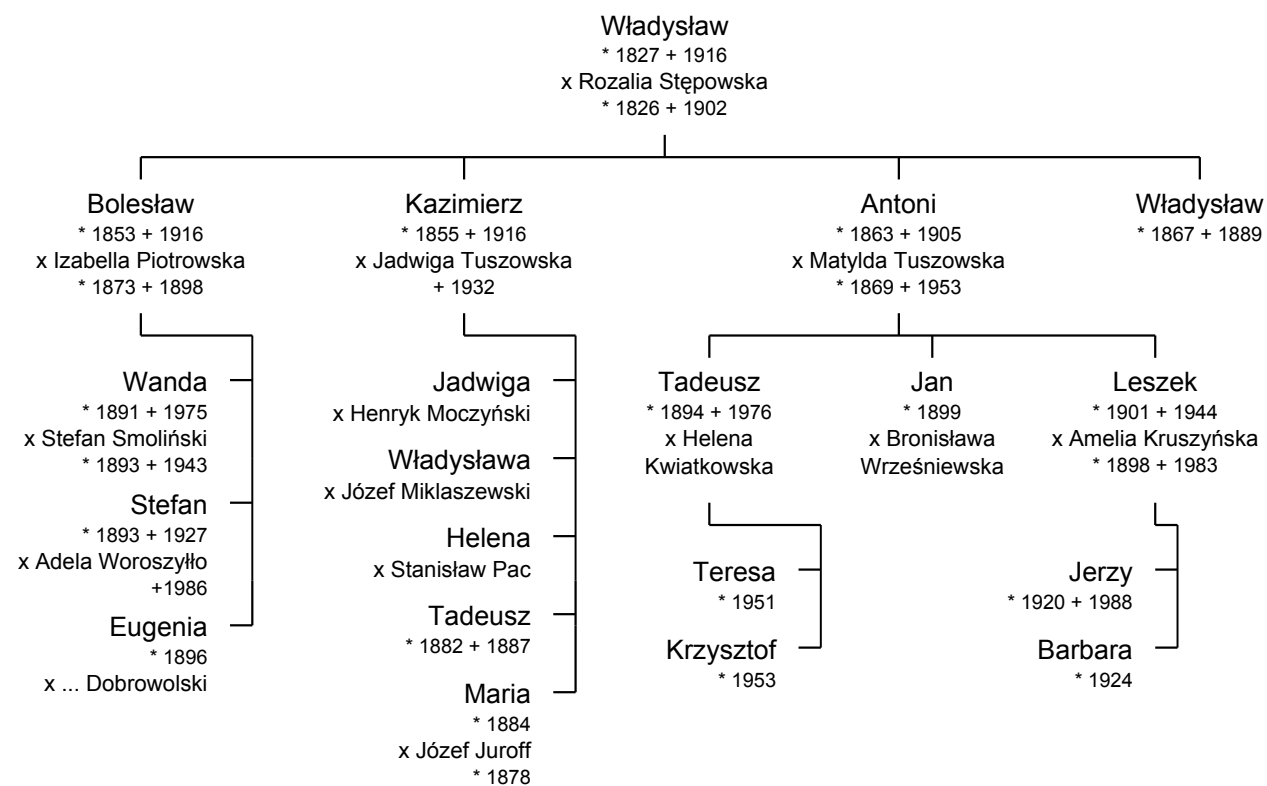 Władysław
* 1827 + 1916
x Rozalia Stępowska
* 1826 + 1902
Bolesław
* 1853 + 1916
x Izabella Piotrowska
* 1873 + 1898
Kazimierz
* 1855 + 1916
x Jadwiga Tuszowska
+ 1932
Antoni
* 1863 + 1905
x Matylda Tuszowska
* 1869 + 1953
Władysław
* 1867 + 1889
Wanda
* 1891 + 1975
x Stefan Smoliński
* 1893 + 1943
Stefan
* 1893 + 1927
x Adela Woroszyłło
+1986
Eugenia
* 1896
x ... Dobrowolski
Jadwiga
x Henryk Moczyński
Władysława
x Józef Miklaszewski
Helena
x Stanisław Pac
Tadeusz
* 1882 + 1887
Maria
* 1884
x Józef Juroff
* 1878
Tadeusz
* 1894 + 1976
x Helena
Kwiatkowska
Jan
* 1899
x Bronisława
Wrześniewska
Leszek
* 1901 + 1944
x Amelia Kruszyńska
* 1898 + 1983
Teresa
* 1951
Krzysztof
* 1953
Jerzy
* 1920 + 1988
Barbara
* 1924